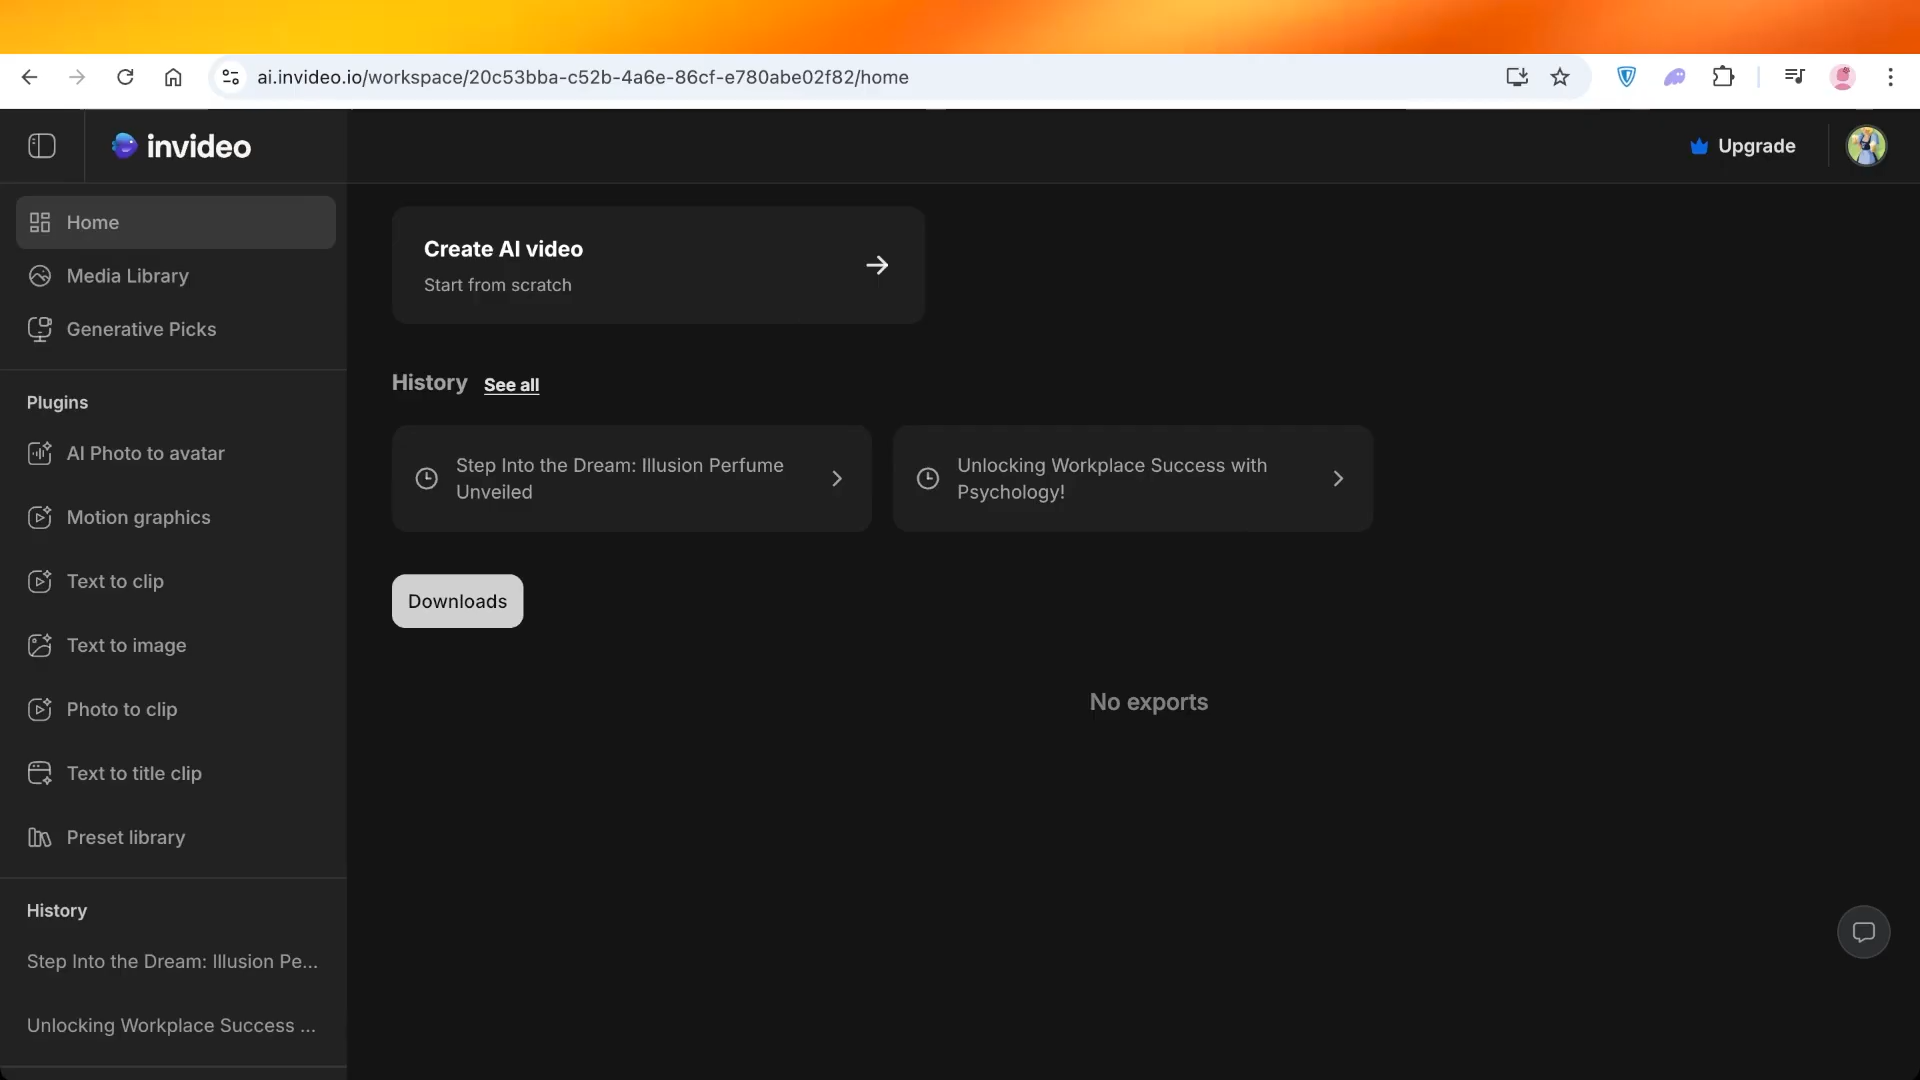 ai.invideo.io/workspace/20c53bba-c52b-4a6e-86cf-e780abe02f82/home
invideo
Upgrade
Home
Media Library
Generative Picks
Plugins
AI Photo to avatar
Motion graphics
Text to clip
Text to image
Photo to clip
Text to title clip
Preset library
History
Step Into the Dream: Illusion Pe...
Unlocking Workplace Success ...
Create AI video
Start from scratch
History See all
Step Into the Dream: Illusion Perfume
Unveiled
Unlocking Workplace Success with
Psychology!
Downloads
No exports